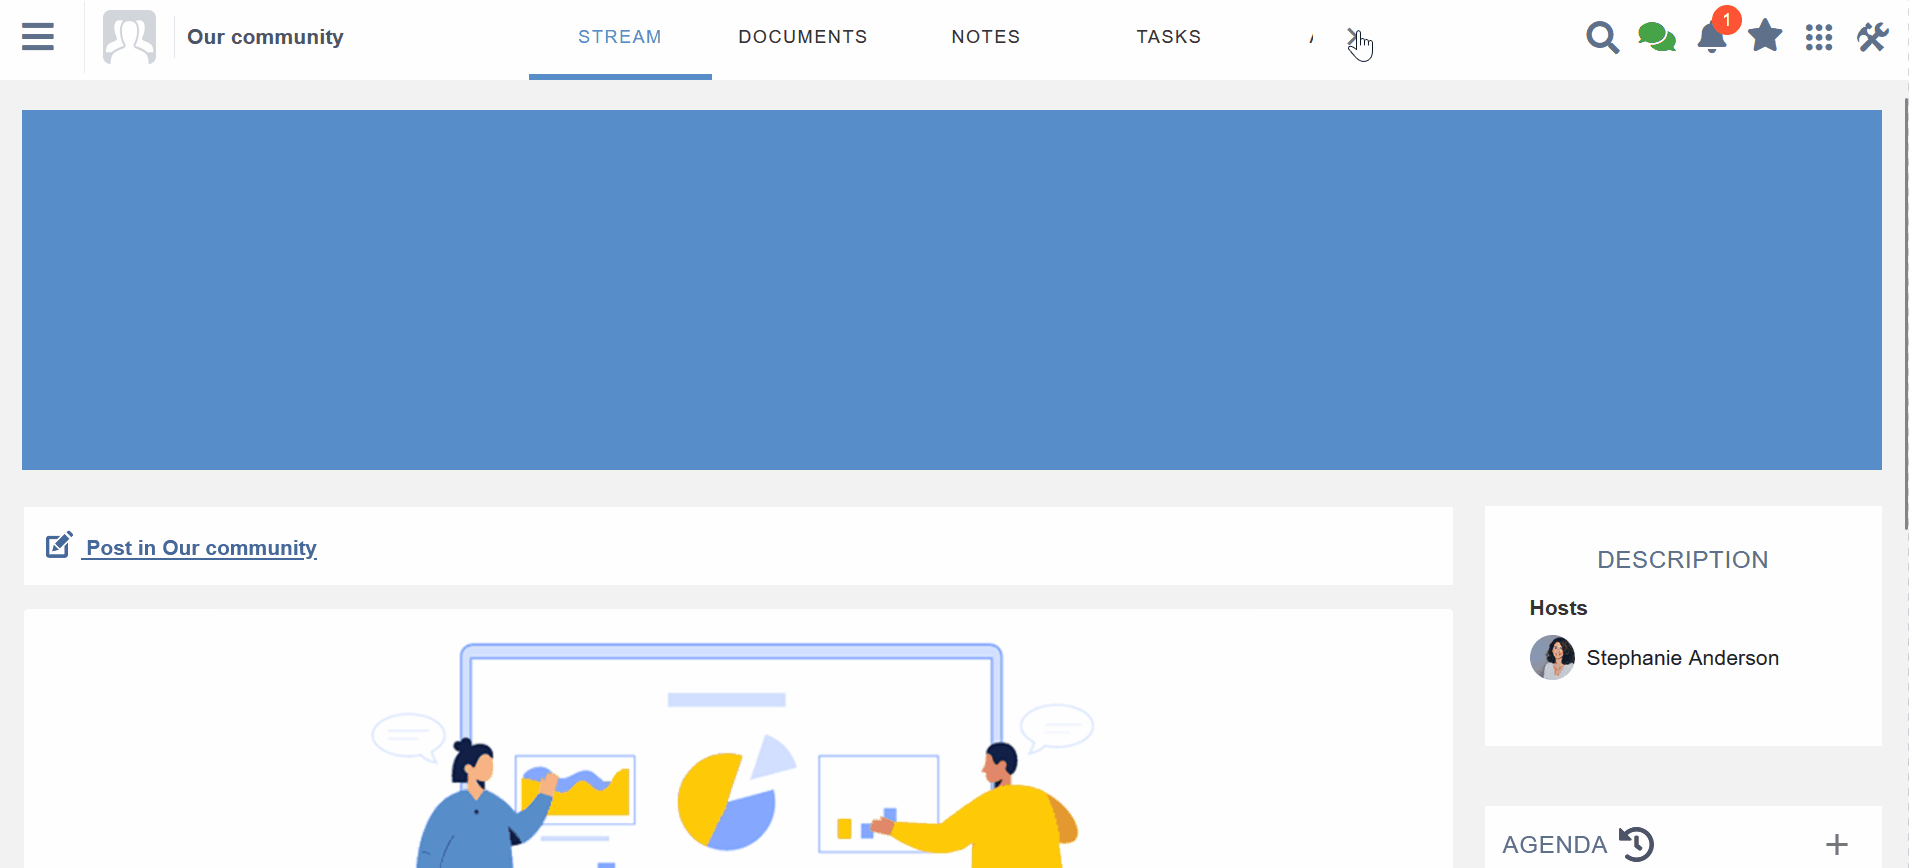 Our community
STREAM
DOCUMENTS
NOTES
TASKS
1
Post in Our community
DESCRIPTION
Hosts
Stephanie Anderson
AGENDA